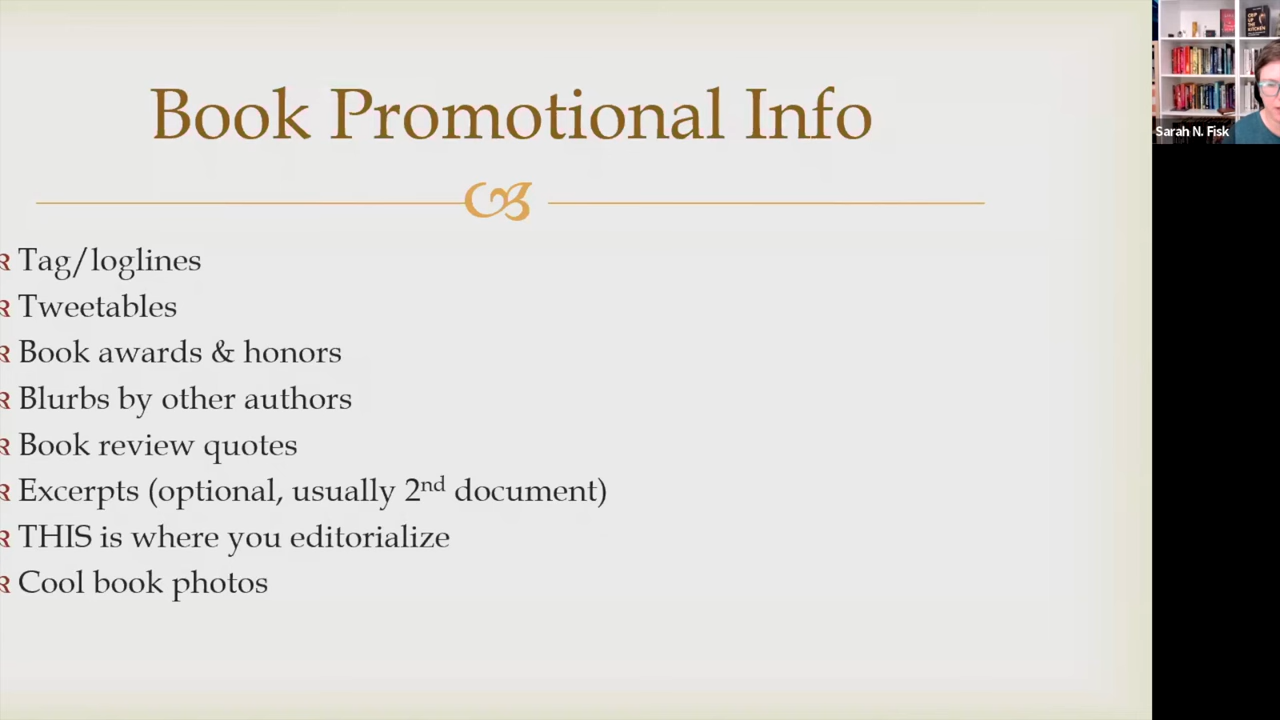 Book Promotional Info
Tag/loglines
Tweetables
Book awards & honors
Blurbs by other authors
Book review quotes
Excerpts (optional, usually 2nd document)
THIS is where you editorialize
Cool book photos
Sarah N. Fisk